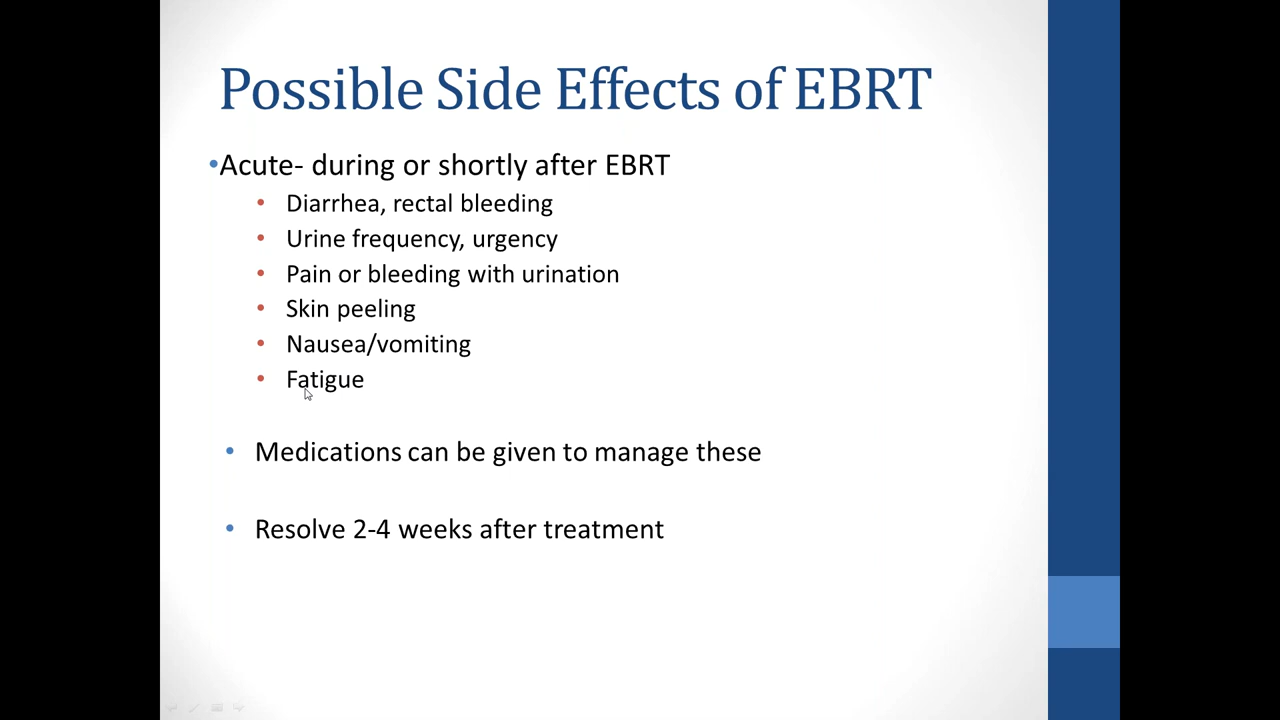 Possible Side Effects of EBRT
•Acute- during or shortly after EBRT
• Diarrhea, rectal bleeding
• Urine frequency, urgency
• Pain or bleeding with urination
• Skin peeling
• Nausea/vomiting
• Fatigue
• Medications can be given to manage these
• Resolve 2-4 weeks after treatment